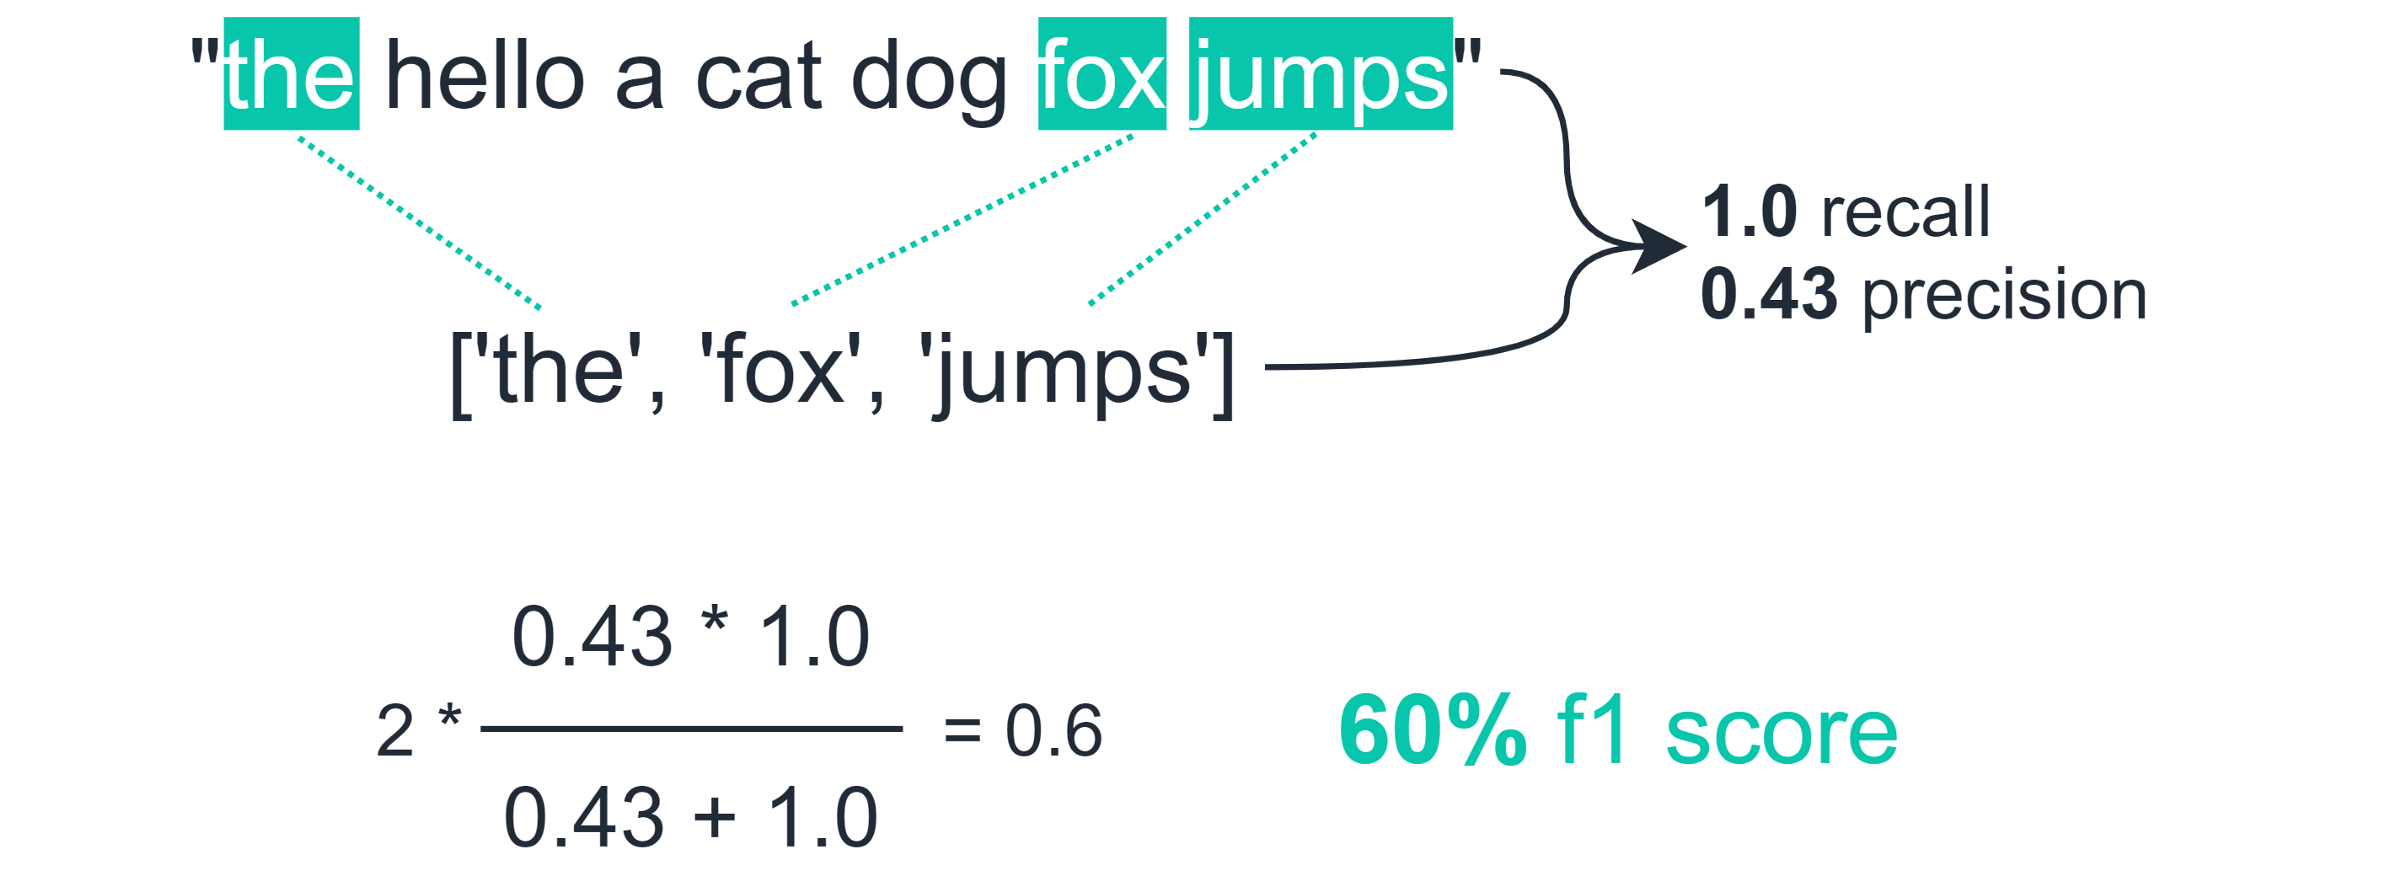 "the hello a cat dog fox jumps"
1.0 recall
0.43 precision
['the', 'fox', 'jumps']
0.43 * 1.0
2 * = 0.6
0.43 + 1.0
60% f1 score